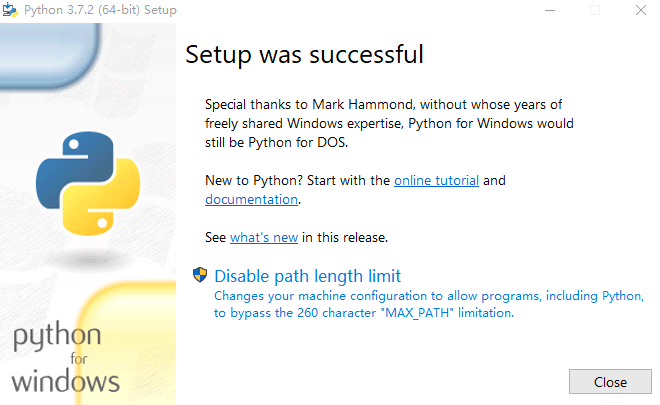 Python 3.7.2 (64-bit) Setup
Setup was successful
Special thanks to Mark Hammond, without whose years of
freely shared Windows expertise, Python for Windows would
still be Python for DOS.
New to Python? Start with the online tutorial and
documentation.
See what's new in this release.
Disable path length limit
Changes your machine configuration to allow programs, including Python,
to bypass the 260 character "MAX_PATH" limitation.
python
for
windows
Close